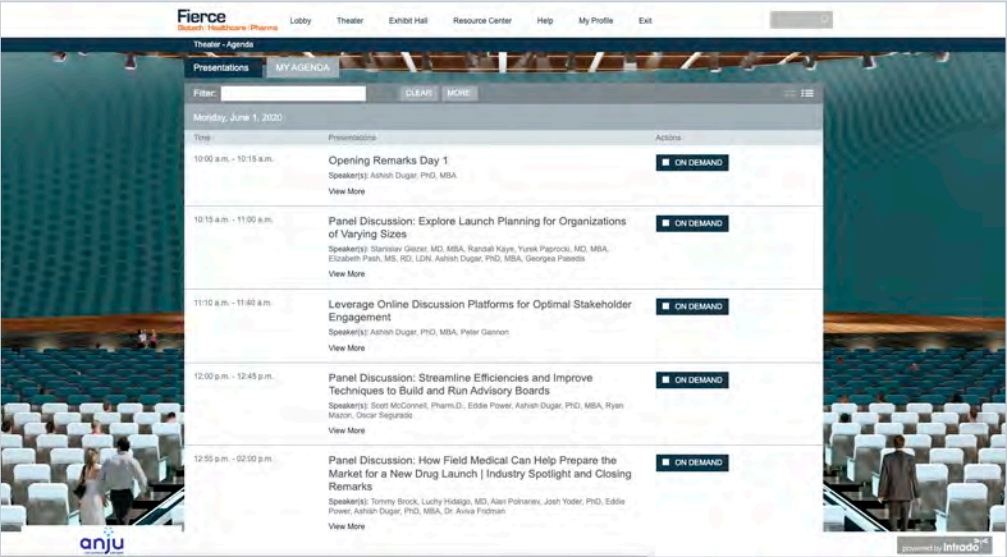 Fierce
Biotech | Healthcare | Pharma
Lobby Theater Exhibit Hall Resource Center Help My Profile Exit
Theater - Agenda
Presentations MY AGENDA
Filter: CLEAR MORE
Monday, June 1, 2020
Time Presentations Actions
10:00 a.m. - 10:15 a.m. Opening Remarks Day 1 ON DEMAND
Speaker(s): Ashish Dugar, PhD, MBA
View More
10:15 a.m. - 11:00 a.m. Panel Discussion: Explore Launch Planning for Organizations ON DEMAND
of Varying Sizes
Speaker(s): Stanislav Glezer, MD, MBA, Randall Kaye, Yurek Paprocki, MD, MBA,
Elizabeth Pash, MS, RD, LDN, Ashish Dugar, PhD, MBA, Georgea Pasedis
View More
11:10 a.m. - 11:40 a.m. Leverage Online Discussion Platforms for Optimal Stakeholder ON DEMAND
Engagement
Speaker(s): Ashish Dugar, PhD, MBA, Peter Gannon
View More
12:00 p.m. - 12:45 p.m. Panel Discussion: Streamline Efficiencies and Improve ON DEMAND
Techniques to Build and Run Advisory Boards
Speaker(s): Scott McConnell, Pharm.D., Eddie Power, Ashish Dugar, PhD, MBA, Ryan
Mazon, Oscar Segurado
View More
12:55 p.m. - 02:00 p.m. Panel Discussion: How Field Medical Can Help Prepare the ON DEMAND
Market for a New Drug Launch | Industry Spotlight and Closing
Remarks
Speaker(s): Tommy Brock, Luchy Hidalgo, MD, Alan Polnariev, Josh Yoder, PhD, Eddie
Power, Ashish Dugar, PhD, MBA, Dr. Aviva Fridman
View More
anju
powered by Intrado